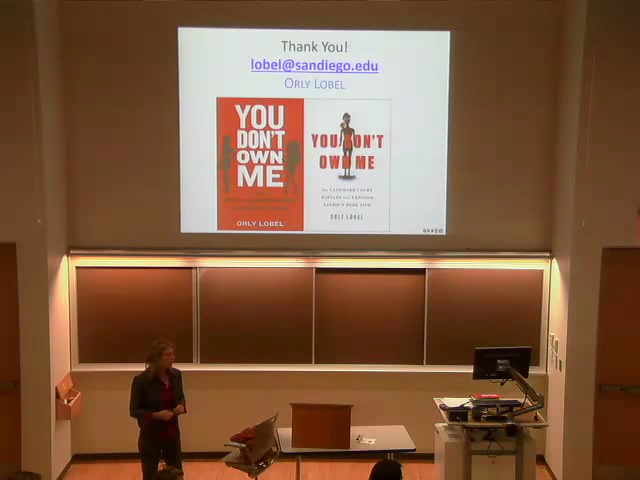 Thank You!
lobel@sandiego.edu
ORLY LOBEL
YOU
DON'T
OWN
ME
ORLY LOBEL
YOU DON'T
OWN ME
ORLY LOBEL